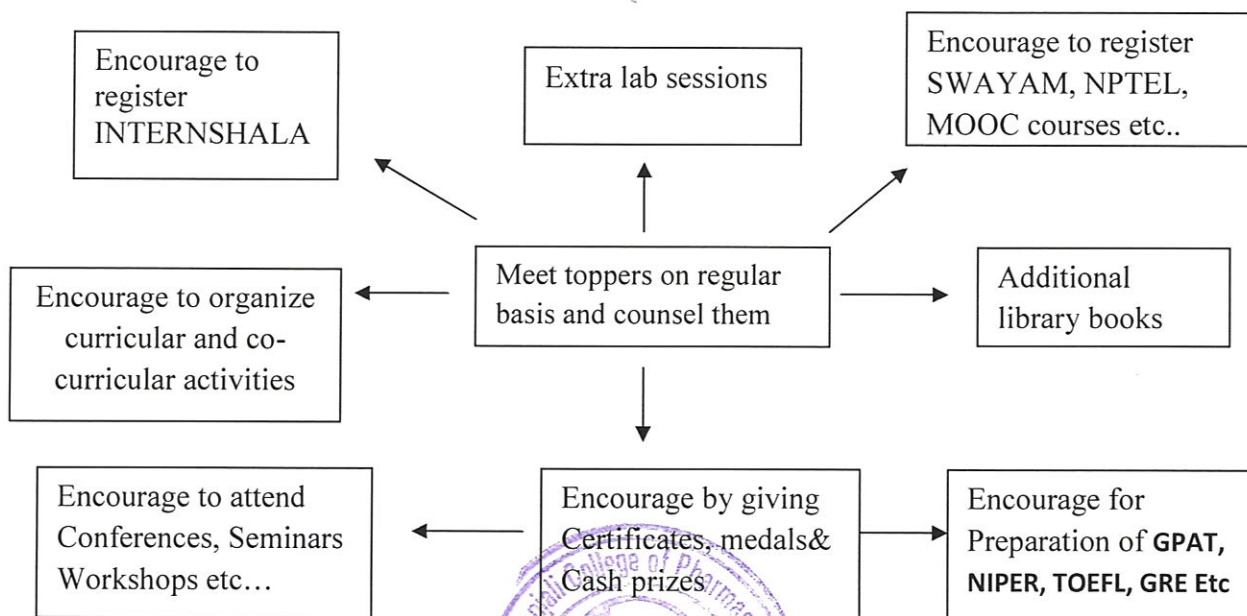 Encourage to
register
INTERNSHALA
Extra lab sessions
Encourage to register
SWAYAM, NPTEL,
MOOC courses etc..
Encourage to organize
curricular and co-
curricular activities
Meet toppers on regular
basis and counsel them
Additional
library books
Encourage to attend
Conferences, Seminars
Workshops etc…
Encourage by giving
Certificates, medals&
Cash prizes
Encourage for
Preparation of GPAT,
NIPER, TOEFL, GRE Etc
College of